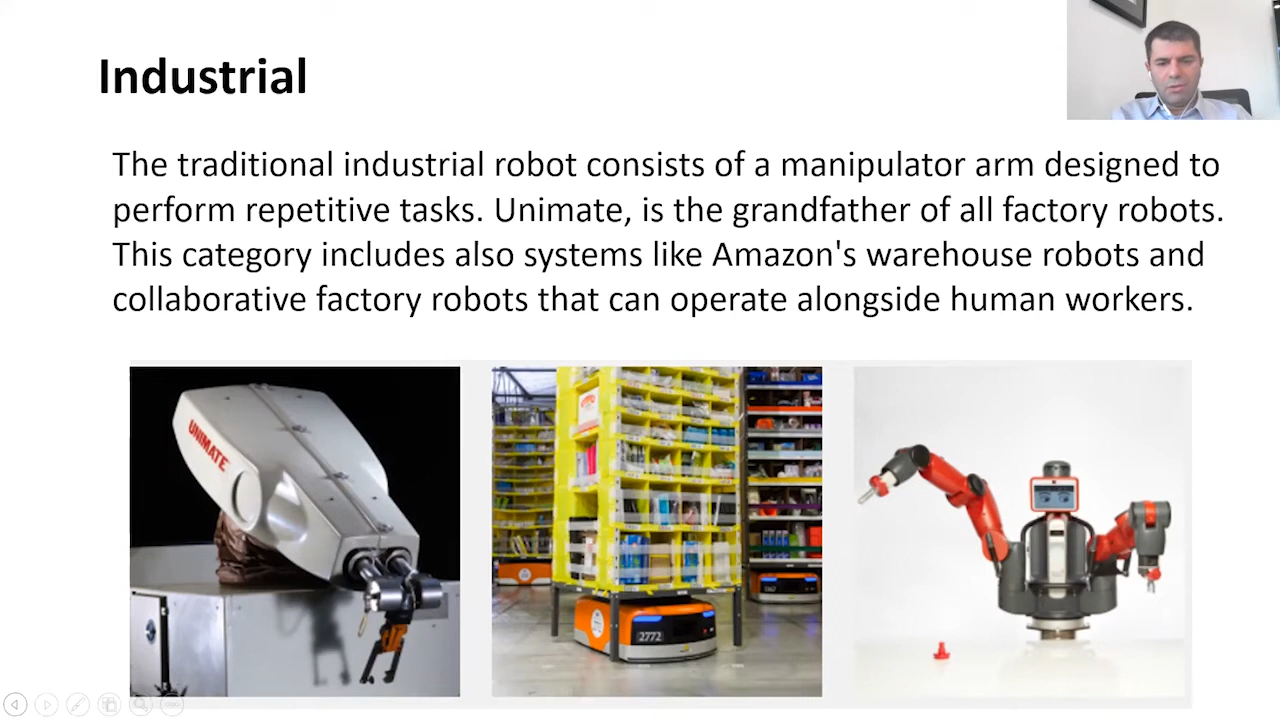 Industrial
The traditional industrial robot consists of a manipulator arm designed to
perform repetitive tasks. Unimate, is the grandfather of all factory robots.
This category includes also systems like Amazon's warehouse robots and
collaborative factory robots that can operate alongside human workers.
UNIMATE
2772